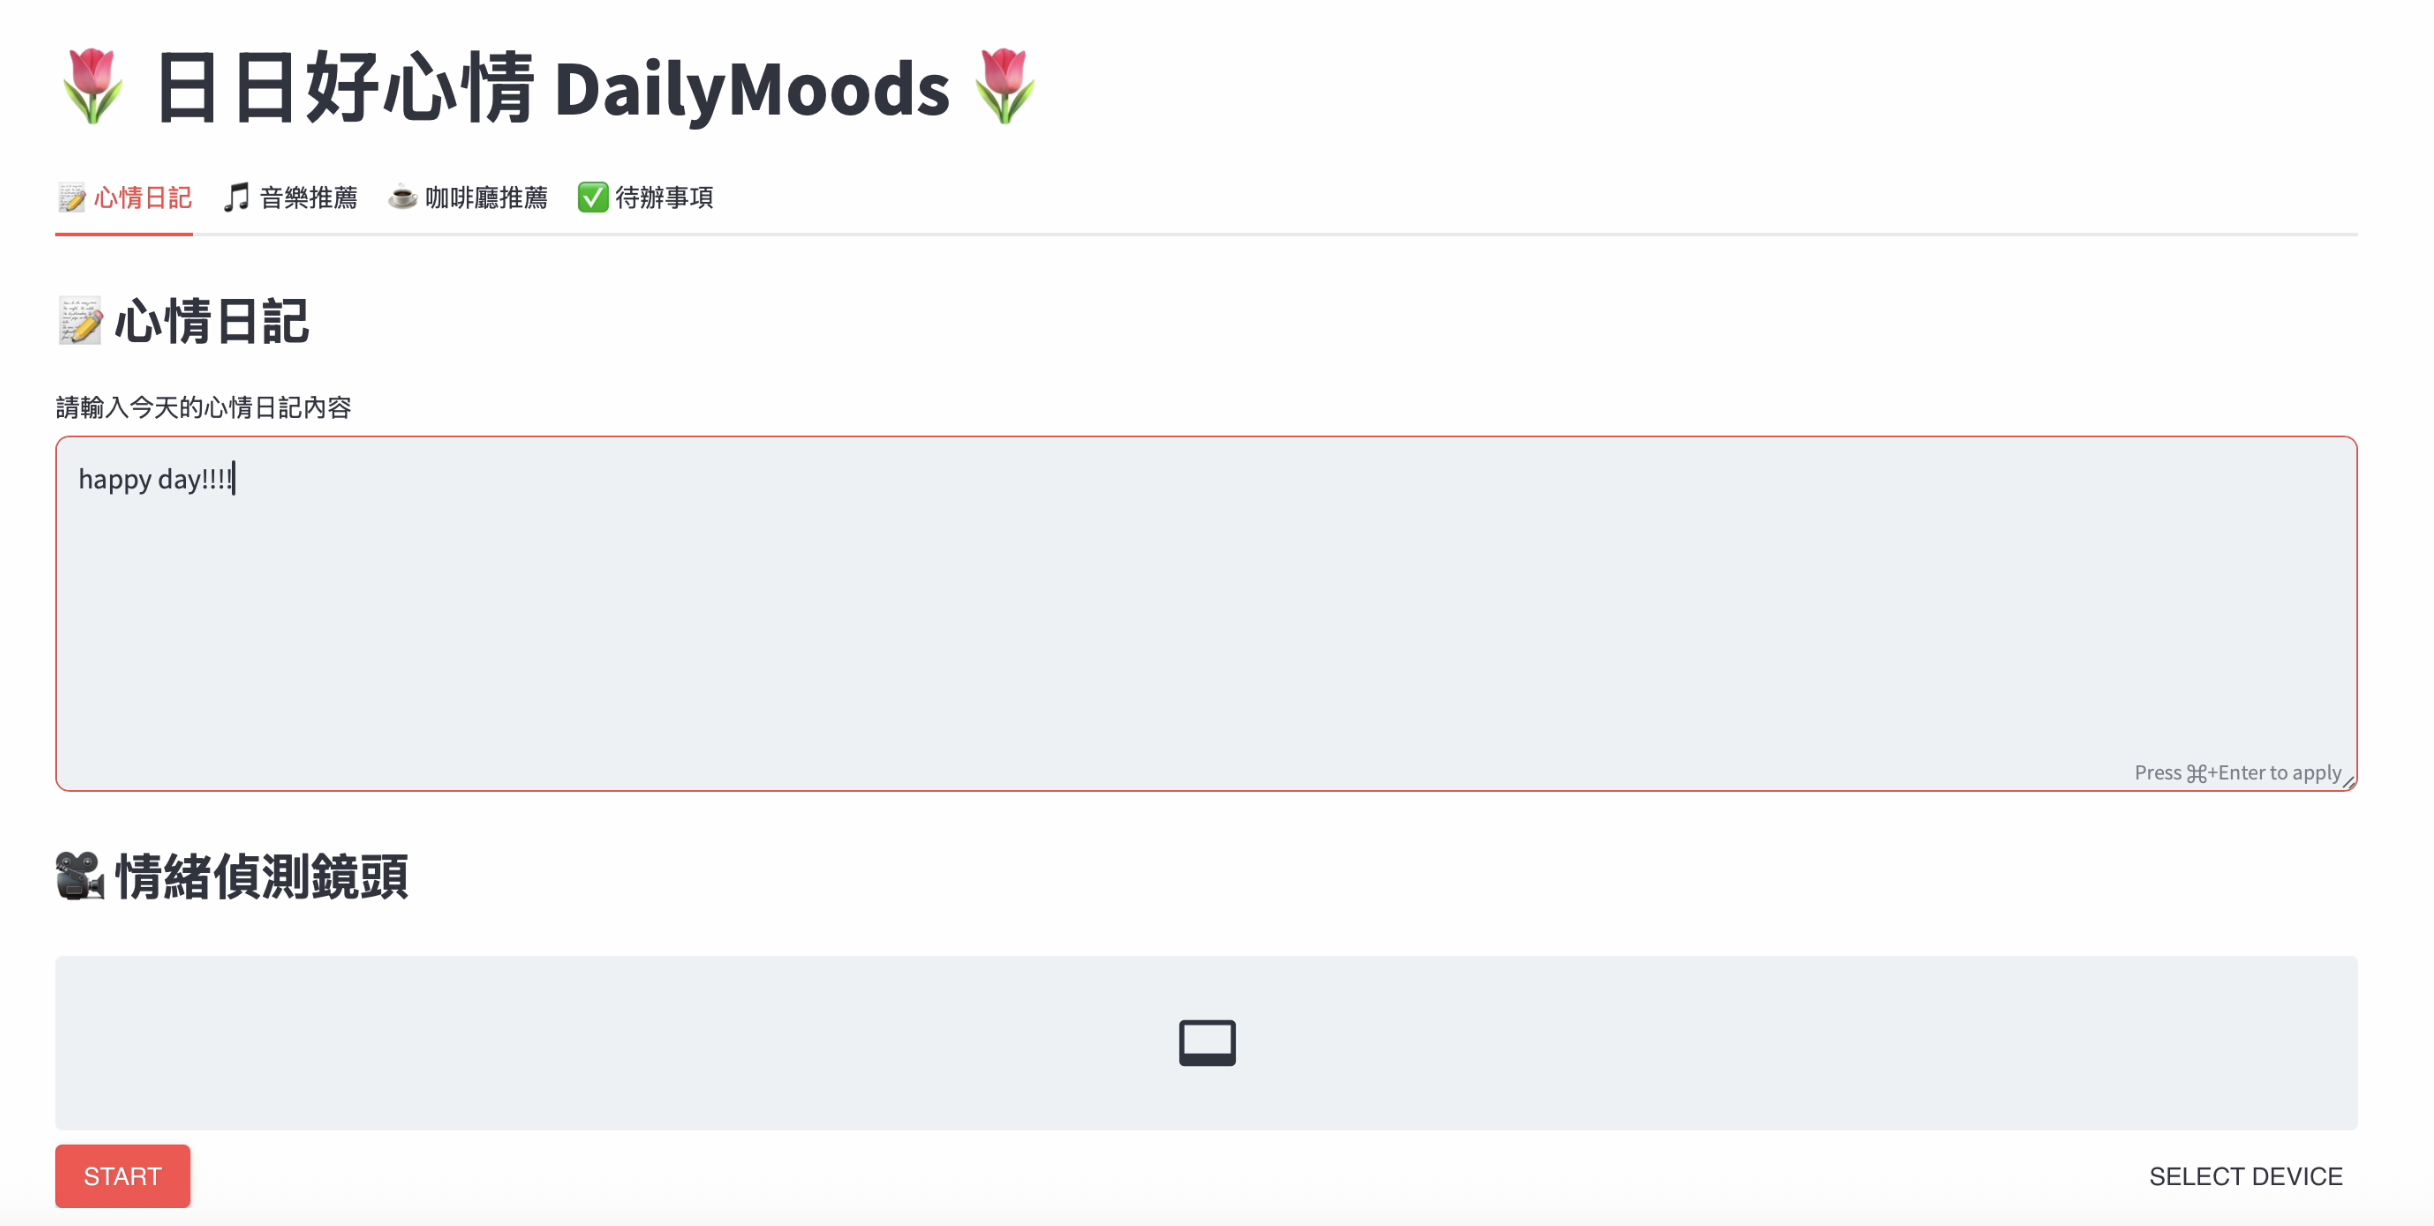 🌷 日日好心情 DailyMoods 🌷
📝 心情日記 🎵 音樂推薦 ☕ 咖啡廳推薦 ✅ 待辦事項
📝 心情日記
請輸入今天的心情日記內容
happy day!!!!
Press ⌘+Enter to apply
🎥 情緒偵測鏡頭
START
SELECT DEVICE